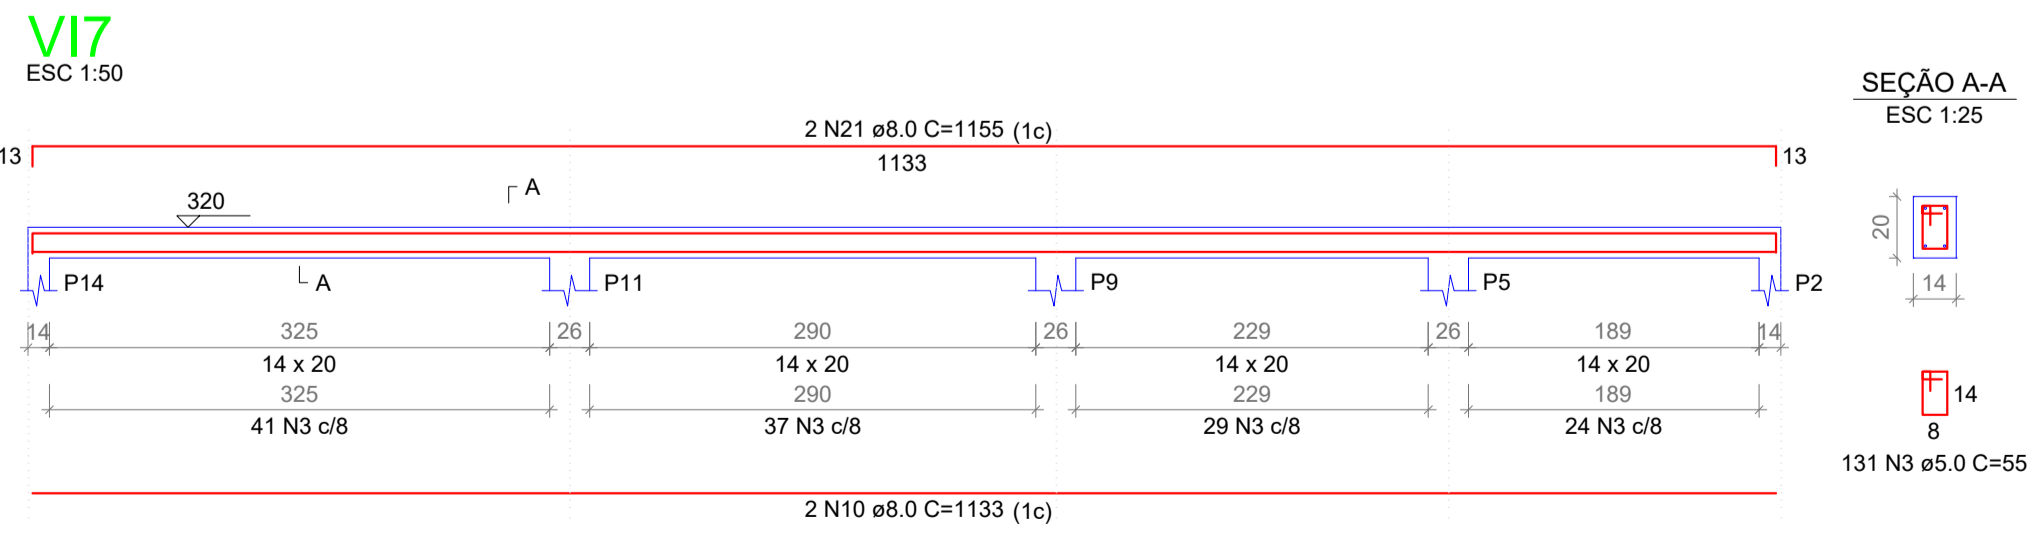 VI7
ESC 1:50
SEÇÃO A-A
ESC 1:25
2 N21 ø8.0 C=1155 (1c)
13
1133
13
A
320
20
A
P14
P11
P9
P5
P2
14
14
325
26
290
26
229
26
189
14
14 x 20
14 x 20
14 x 20
14 x 20
325
290
229
189
14
41 N3 c/8
37 N3 c/8
29 N3 c/8
24 N3 c/8
8
131 N3 ø5.0 C=55
2 N10 ø8.0 C=1133 (1c)